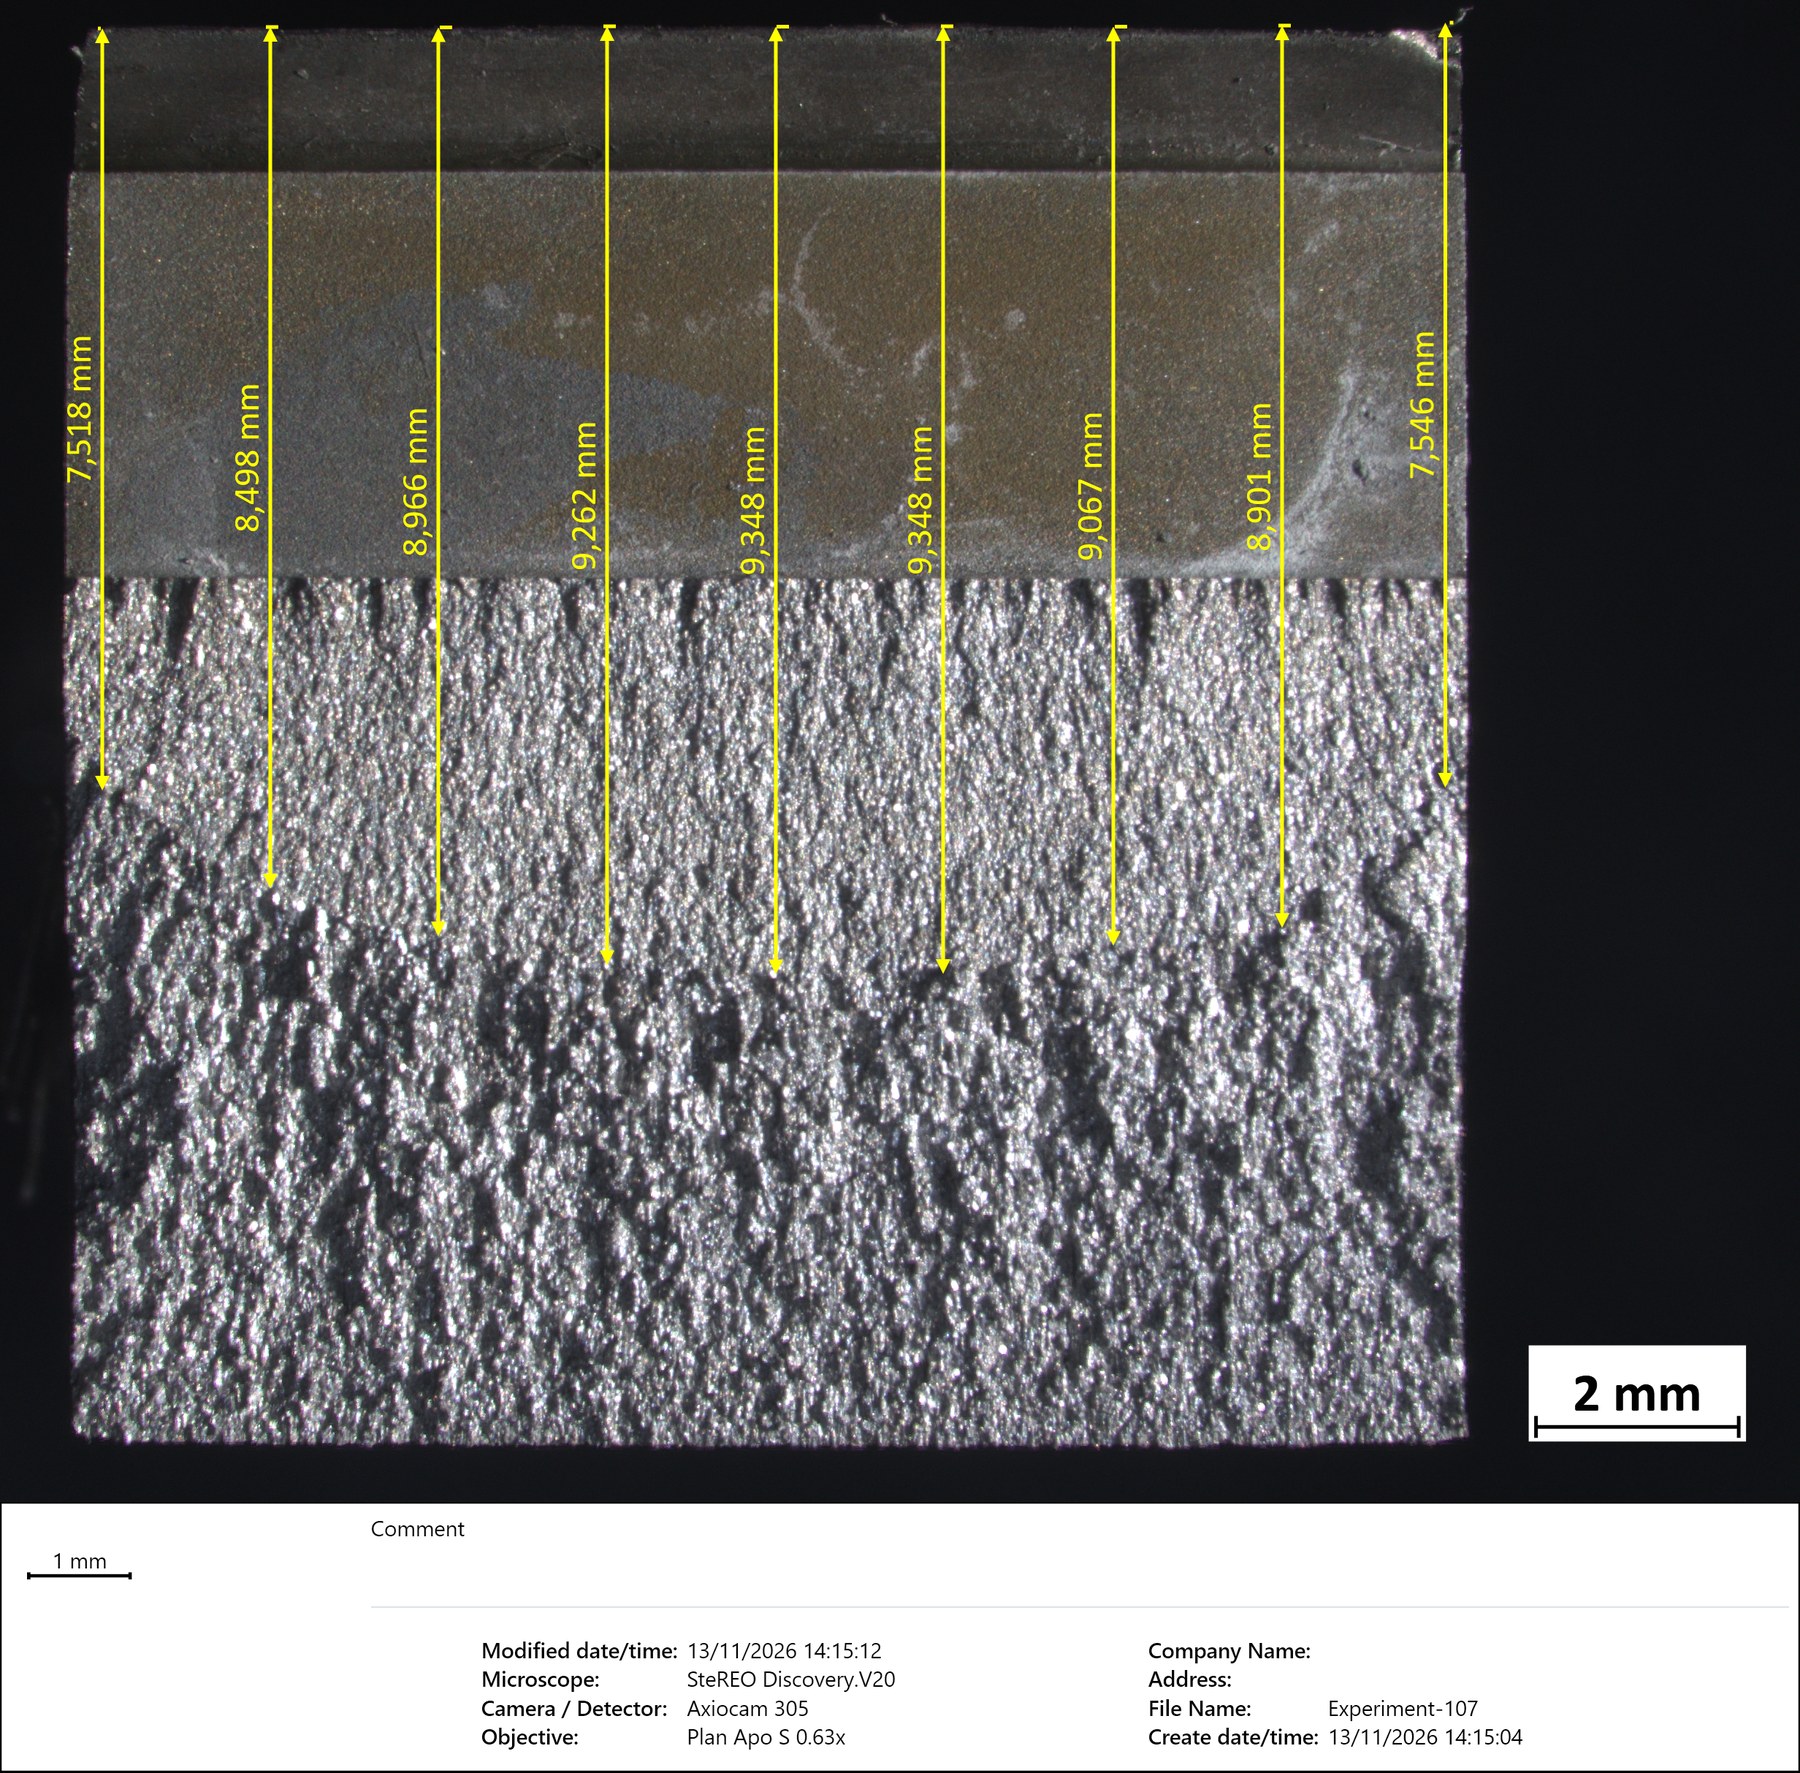 7,518 mm
8,498 mm
8,966 mm
9,262 mm
9,348 mm
9,348 mm
9,067 mm
8,901 mm
7,546 mm
2 mm
1 mm
Comment
Modified date/time: 13/11/2026 14:15:12
Microscope: SteREO Discovery.V20
Camera / Detector: Axiocam 305
Objective: Plan Apo S 0.63x
Company Name:
Address:
File Name: Experiment-107
Create date/time: 13/11/2026 14:15:04